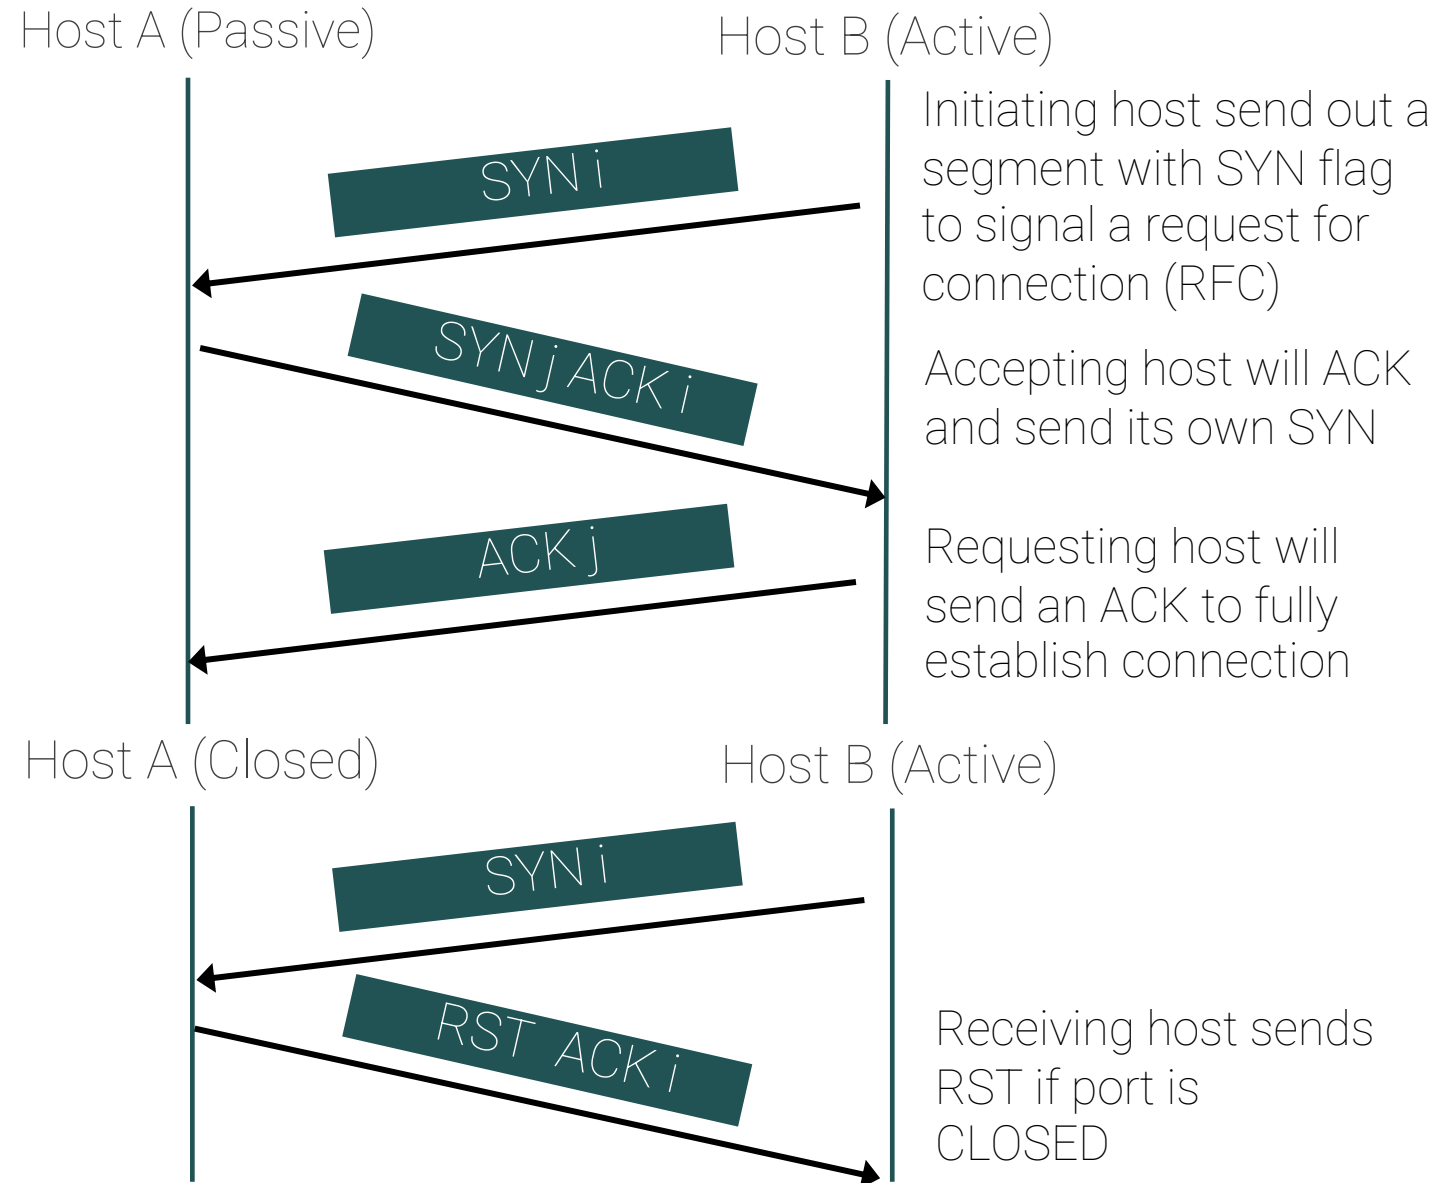 Host A (Passive)
Host B (Active)
SYN i
Initiating host send out a
segment with SYN flag
to signal a request for
connection (RFC)
SYN j ACK i
Accepting host will ACK
and send its own SYN
ACK j
Requesting host will
send an ACK to fully
establish connection
Host A (Closed)
Host B (Active)
SYN i
RST ACK i
Receiving host sends
RST if port is
CLOSED